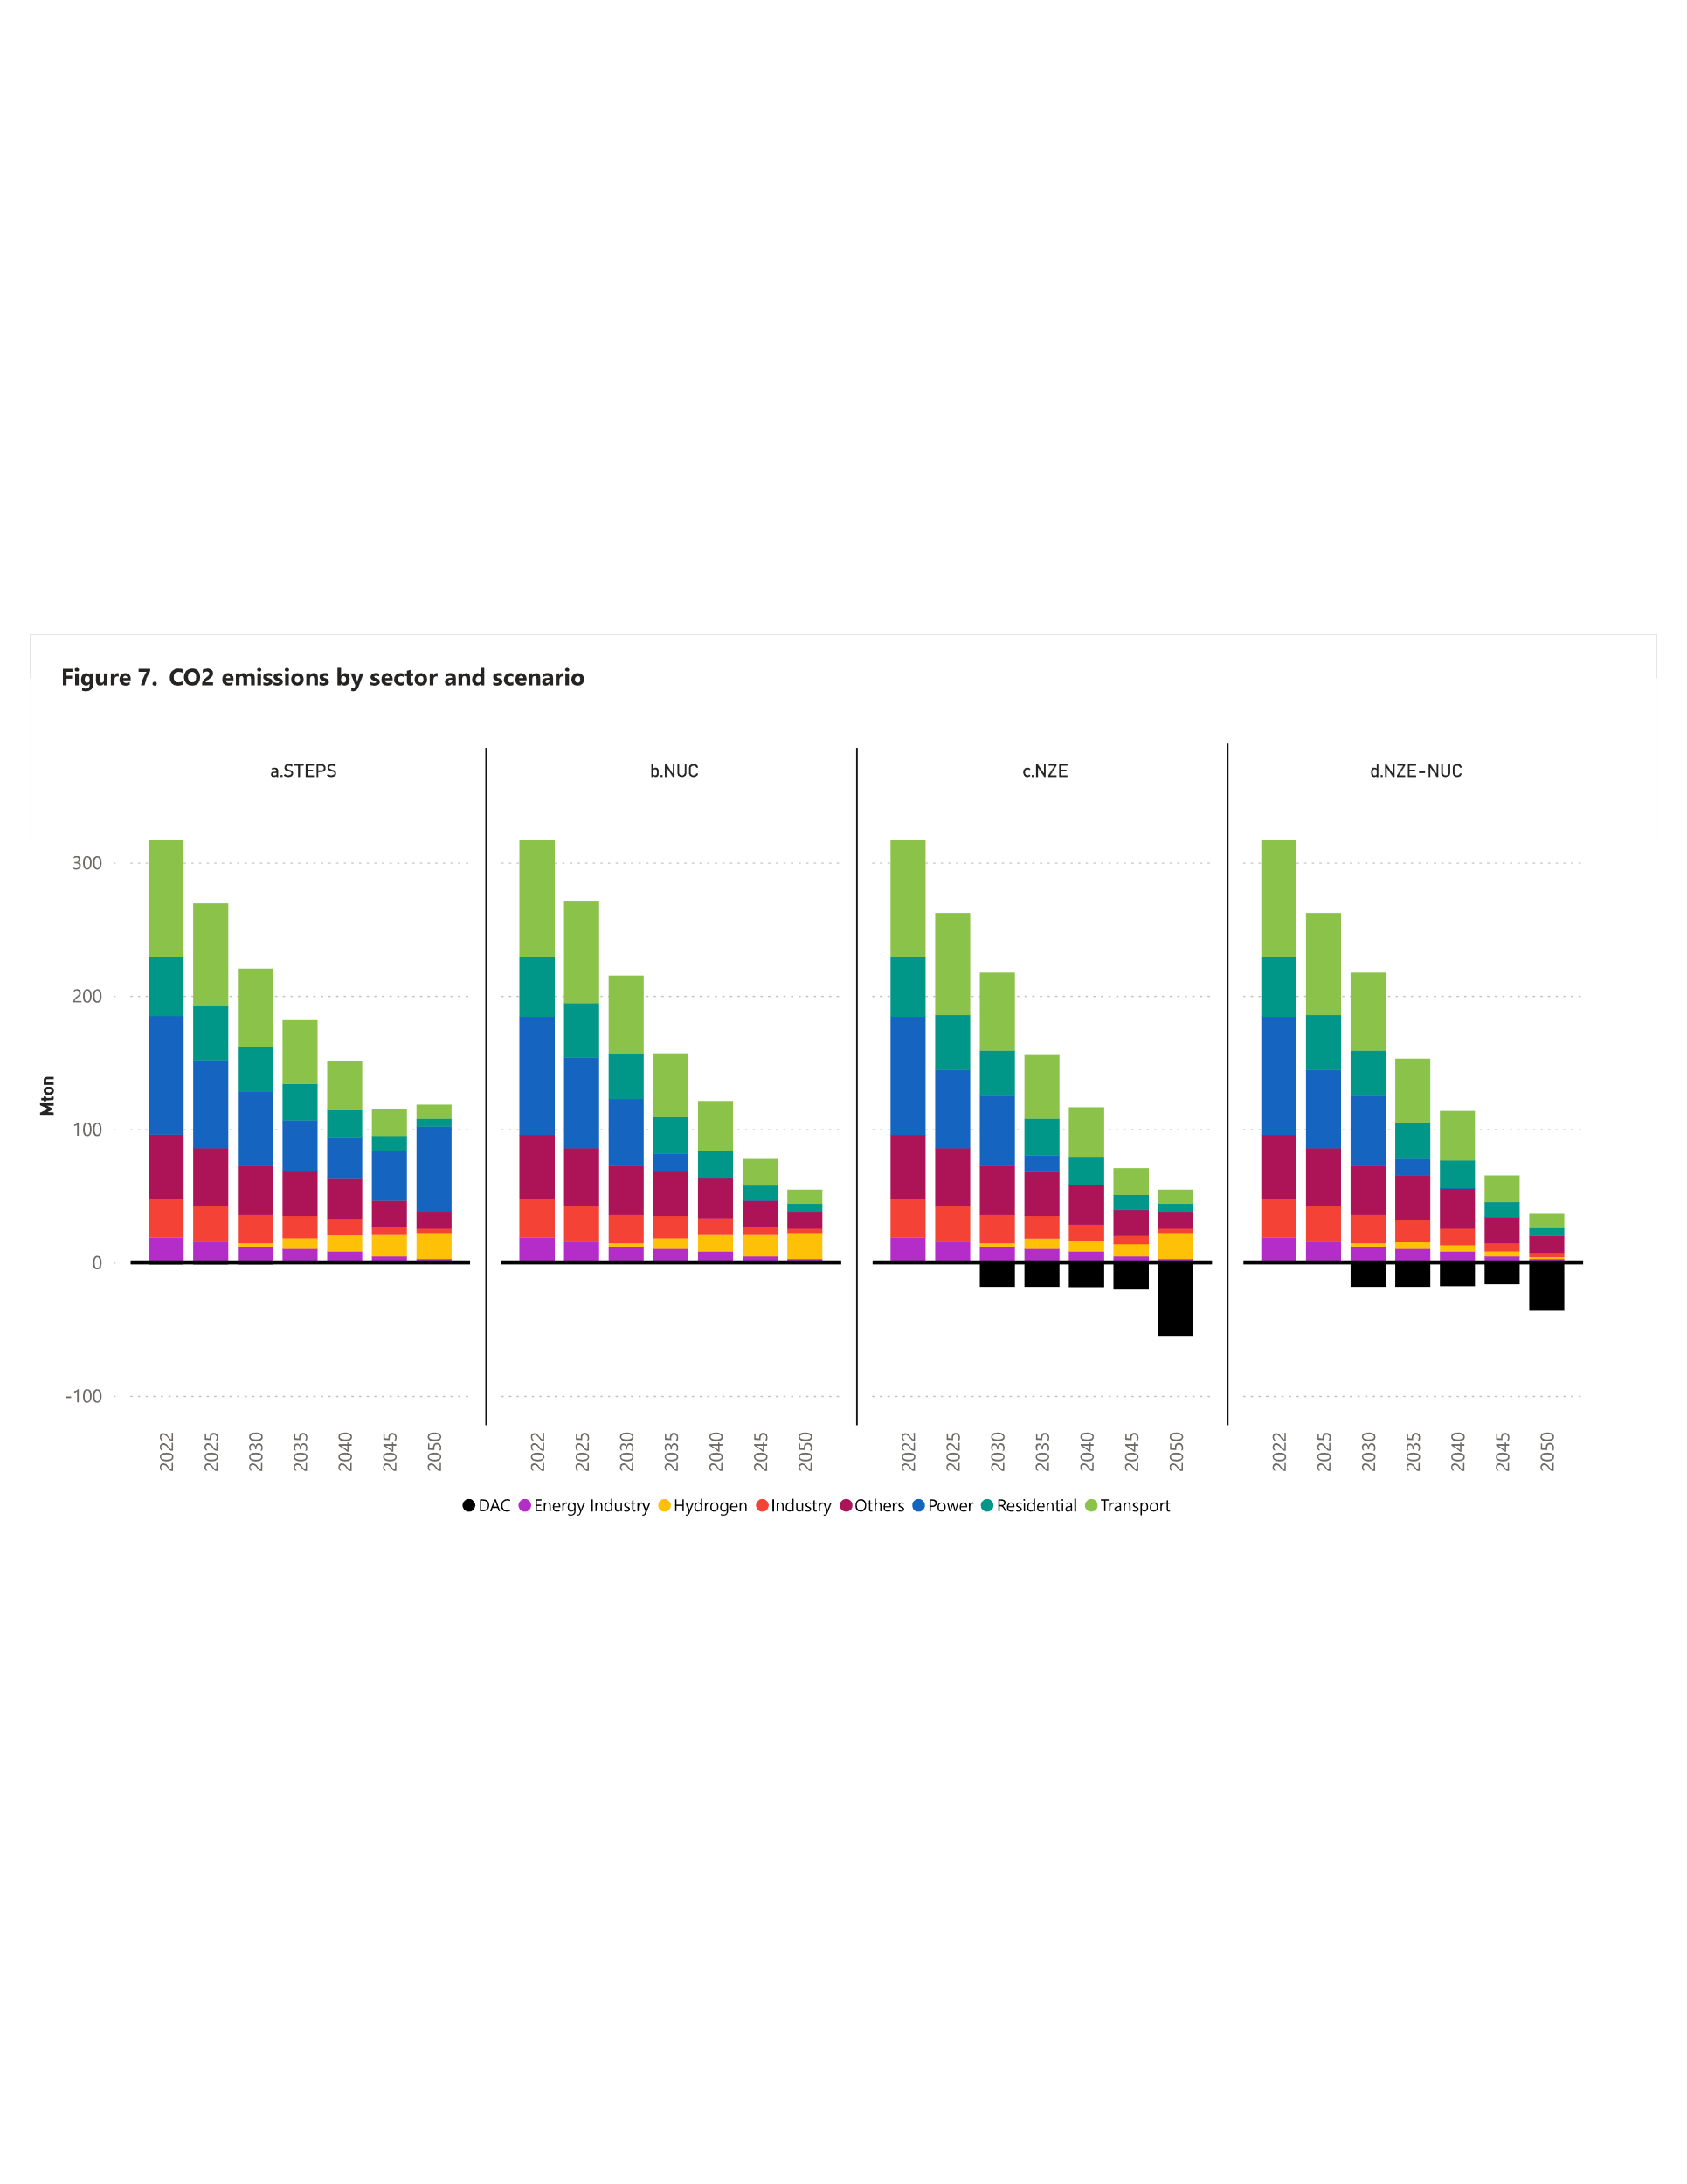 Figure 7. CO2 emissions by sector and scenario
a.STEPS b.NUC c.NZE d.NZE-NUC
300
200
100
0
-100
Mton
2022 2025 2030 2035 2040 2045 2050 2022 2025 2030 2035 2040 2045 2050 2022 2025 2030 2035 2040 2045 2050 2022 2025 2030 2035 2040 2045 2050
DAC Energy Industry Hydrogen Industry Others Power Residential Transport